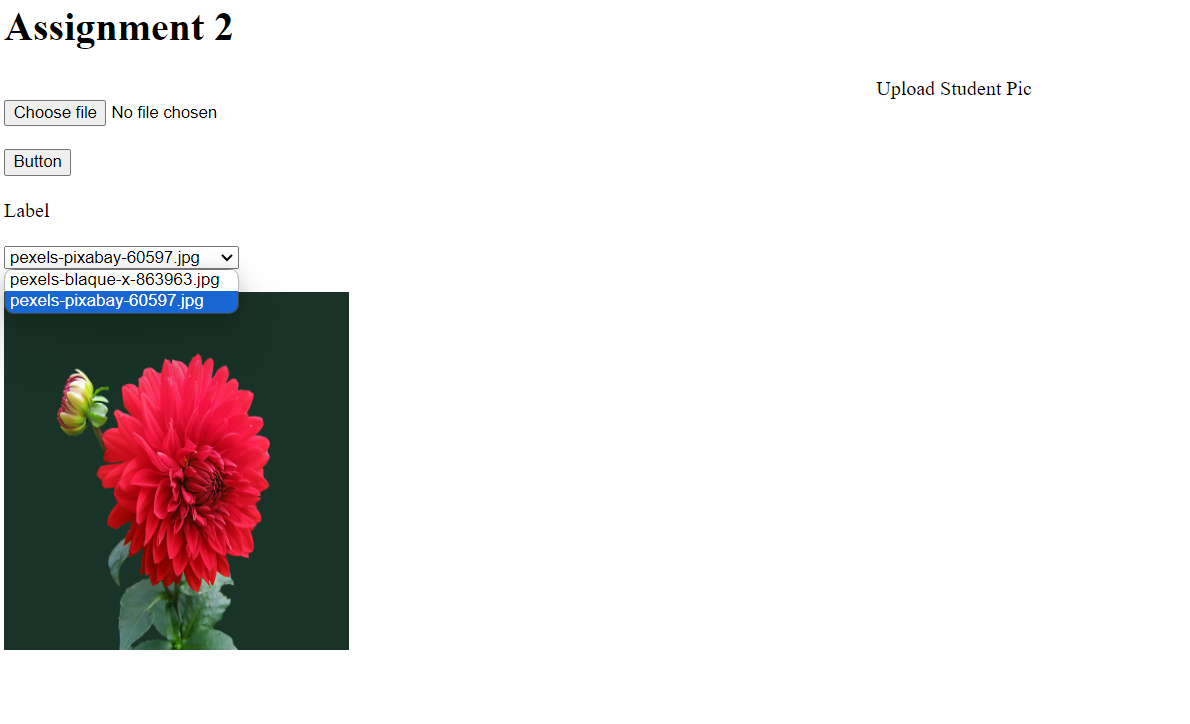 Assignment 2
Upload Student Pic
Choose file No file chosen
Button
Label
pexels-pixabay-60597.jpg
pexels-blaque-x-863963.jpg
pexels-pixabay-60597.jpg